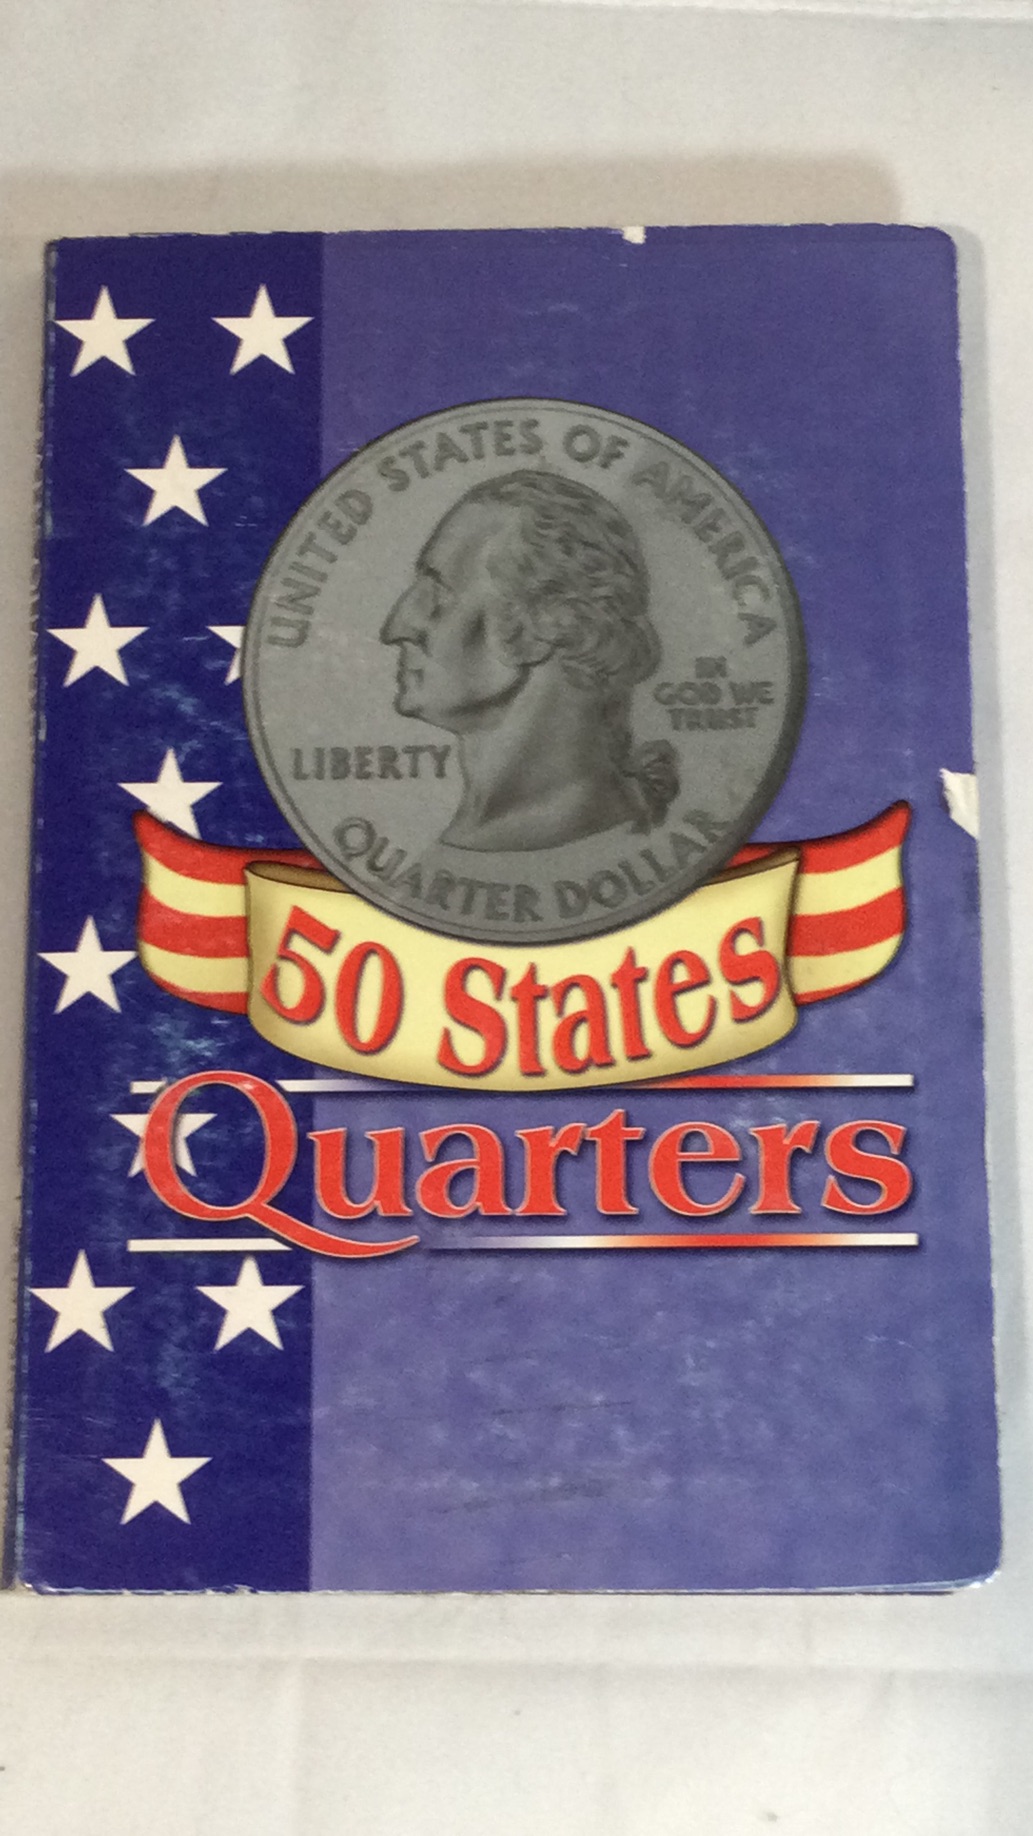 UNITED STATES OF AMERICA
IN
GOD WE
TRUST
LIBERTY
QUARTER DOLLAR
50 States
Quarters